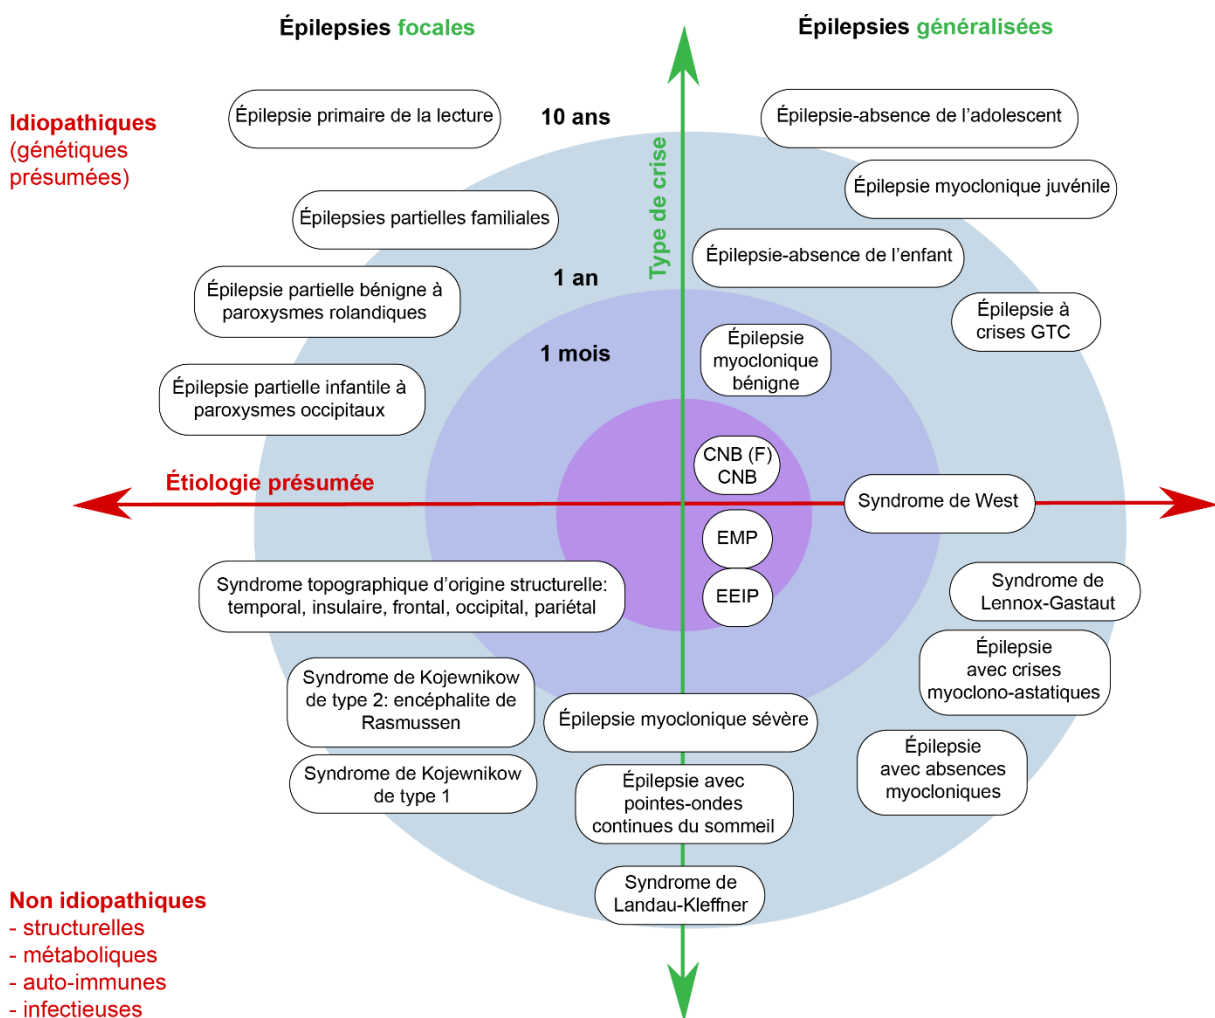 Épilepsies focales
Épilepsies généralisées
Idiopathiques
(génétiques
présumées)
Épilepsie primaire de la lecture
10 ans
Type de crise
Épilepsie-absence de l’adolescent
Épilepsie myoclonique juvénile
Épilepsies partielles familiales
Épilepsie-absence de l’enfant
1 an
Épilepsie partielle bénigne à
paroxysmes rolandiques
Épilepsie à
crises GTC
1 mois
Épilepsie
myoclonique
bénigne
Épilepsie partielle infantile à
paroxysmes occipitaux
CNB (F)
CNB
Étiologie présumée
Syndrome de West
EMP
EEIP
Syndrome topographique d’origine structurelle:
temporal, insulaire, frontal, occipital, pariétal
Syndrome de
Lennox-Gastaut
Épilepsie
avec crises
myoclono-astatiques
Syndrome de Kojewnikow
de type 2: encéphalite de
Rasmussen
Épilepsie myoclonique sévère
Épilepsie
avec absences
myocloniques
Syndrome de Kojewnikow
de type 1
Épilepsie avec
pointes-ondes
continues du sommeil
Syndrome de
Landau-Kleffner
Non idiopathiques
- structurelles
- métaboliques
- auto-immunes
- infectieuses